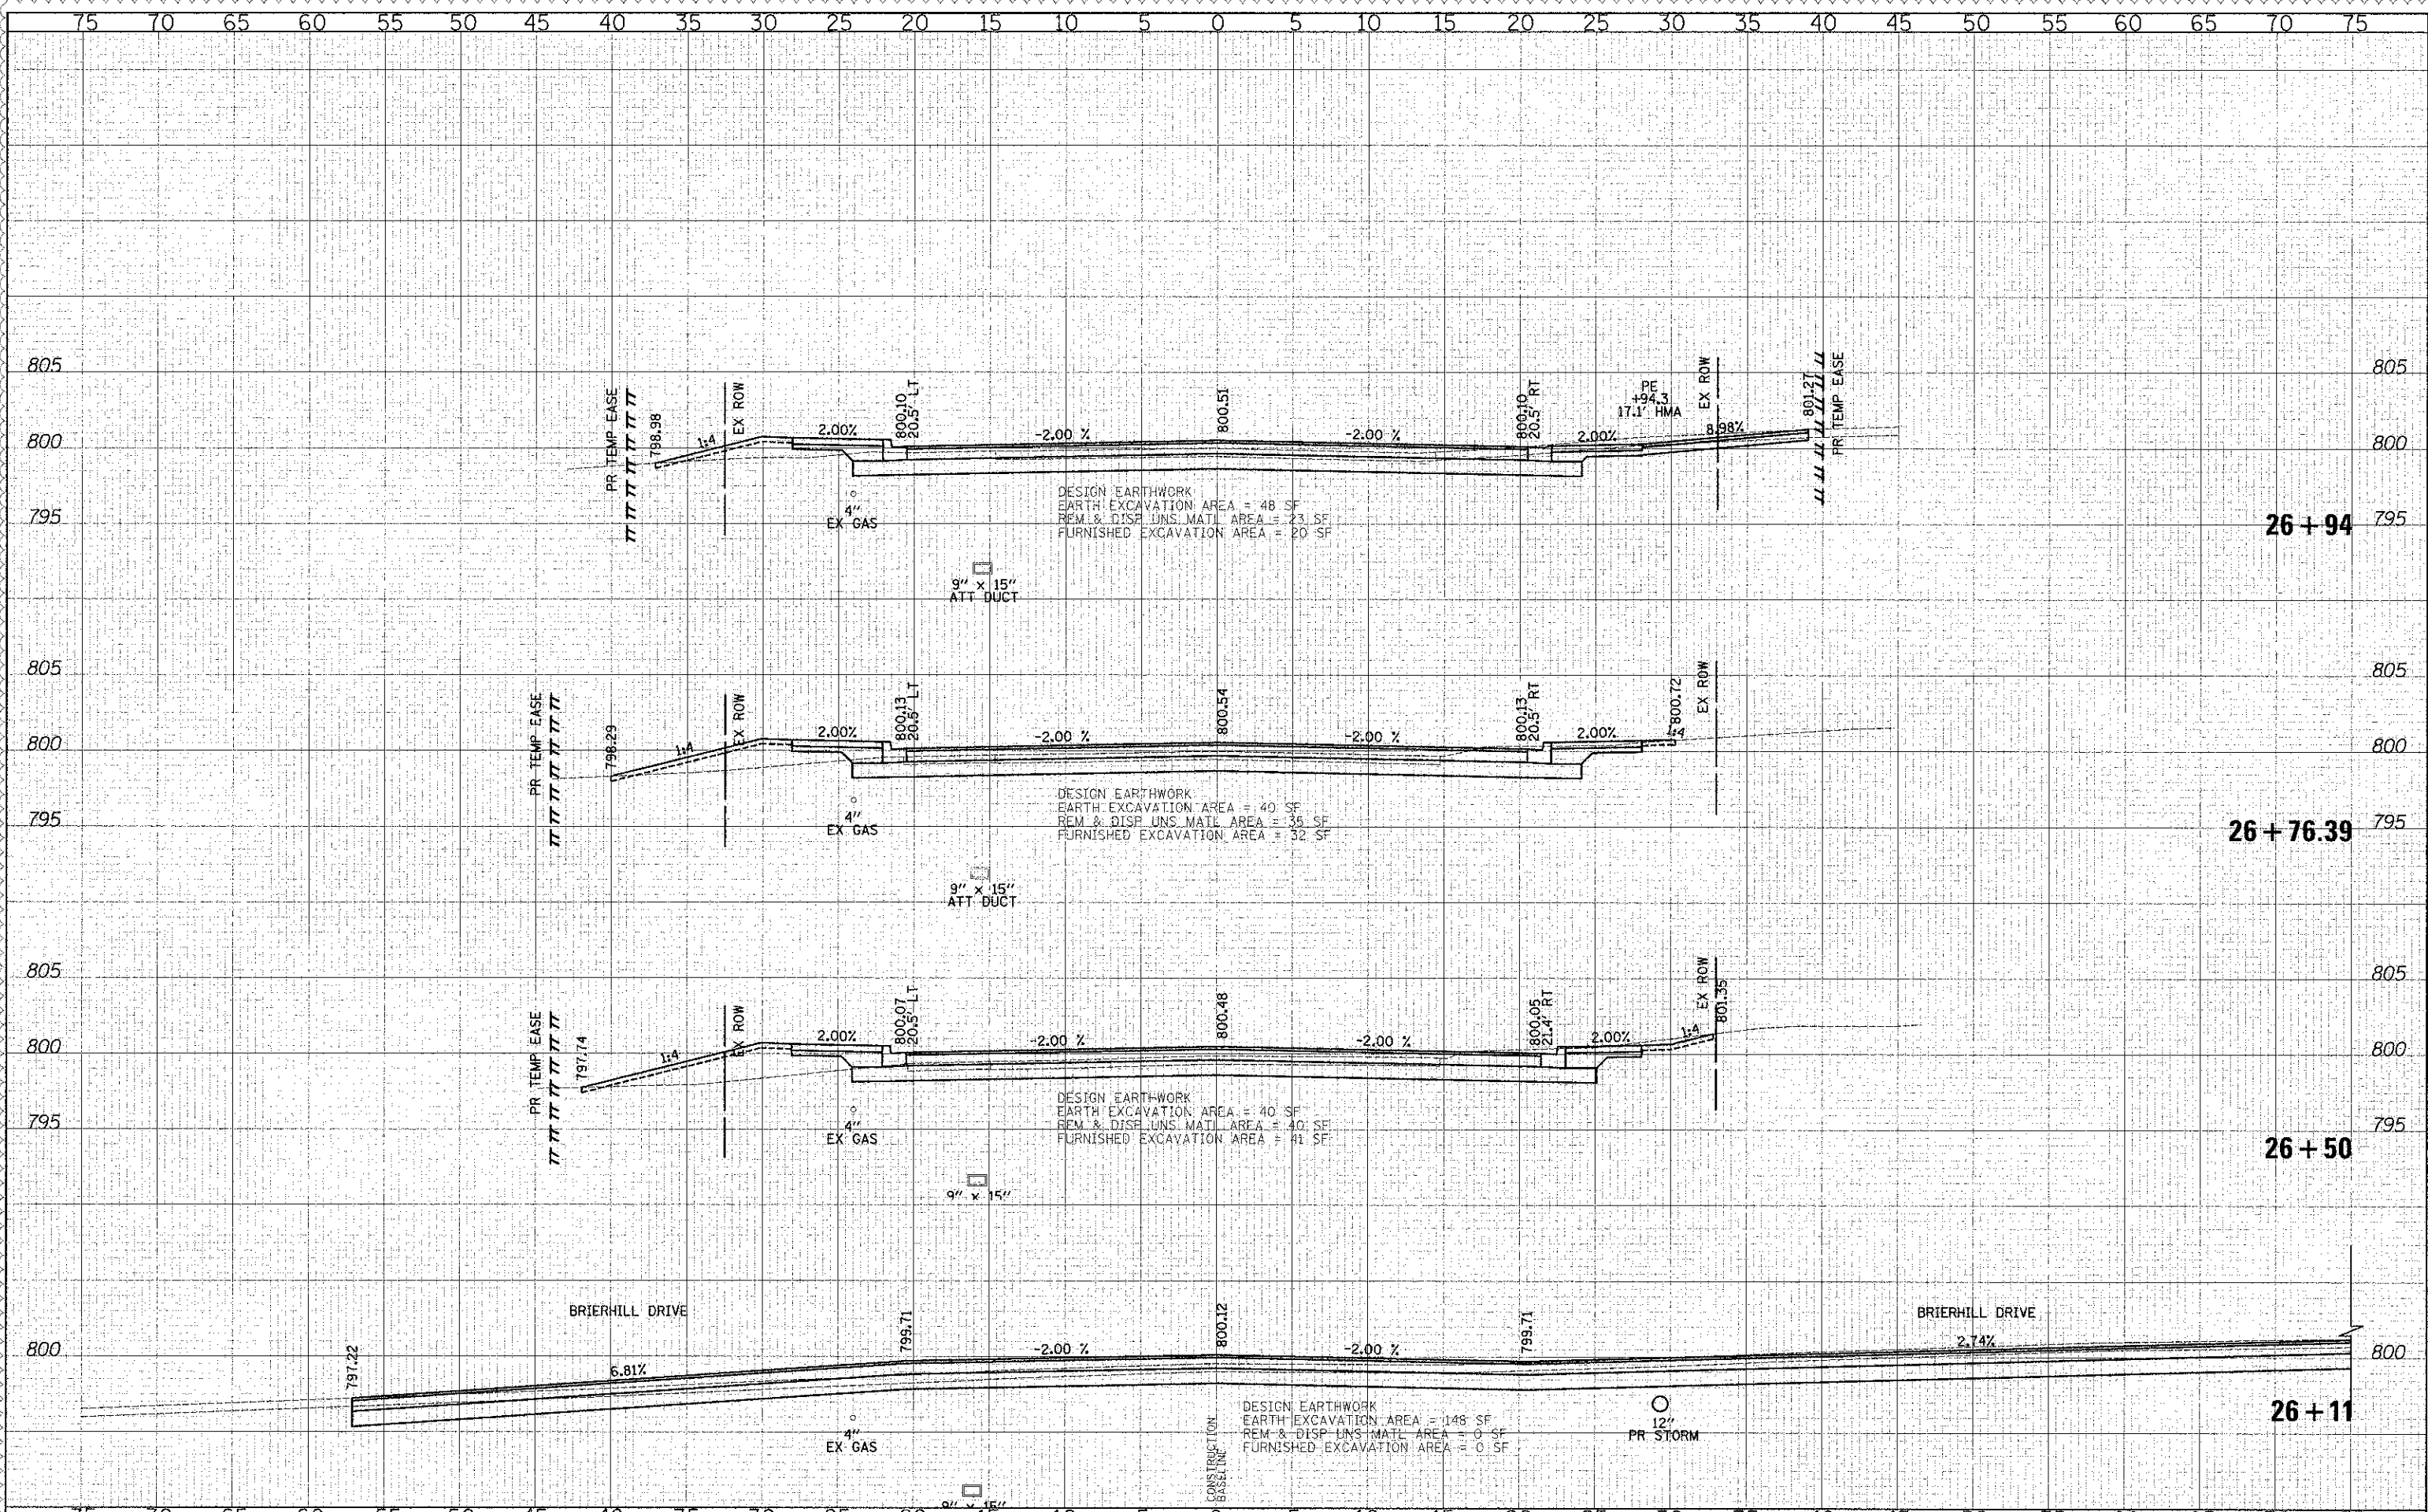 75 70 65 60 55 50 45 40 35 30 25 20 15 10 5 0 5 10 15 20 25 30 35 40 45 50 55 60 65 70 75
805
PR TEMP EASE
798.98
1:4
EX ROW
2.00%
800.10
20.5' LT
-2.00 %
800.51
-2.00 %
800.10
20.5' RT
2.00%
PE
+94.3
17.1' HMA
EX ROW
8.98%
801.27
PR TEMP EASE
805
800
800
795
4"
EX GAS
DESIGN EARTHWORK
EARTH EXCAVATION AREA = 48 SF
REM & DISP UNS MATL AREA = 23 SF
FURNISHED EXCAVATION AREA = 20 SF
26+94
795
9" x 15"
ATT DUCT
805
PR TEMP EASE
798.29
1:4
EX ROW
2.00%
800.13
20.5' LT
-2.00 %
800.54
-2.00 %
800.13
20.5' RT
2.00%
800.72
1:4
EX ROW
805
800
800
795
4"
EX GAS
DESIGN EARTHWORK
EARTH EXCAVATION AREA = 40 SF
REM & DISP UNS MATL AREA = 35 SF
FURNISHED EXCAVATION AREA = 32 SF
26+76.39
795
9" x 15"
ATT DUCT
805
PR TEMP EASE
797.74
1:4
EX ROW
2.00%
800.07
20.5' LT
-2.00 %
800.48
-2.00 %
800.05
21.4' RT
2.00%
1:4
EX ROW
801.35
805
800
800
795
4"
EX GAS
DESIGN EARTHWORK
EARTH EXCAVATION AREA = 40 SF
REM & DISP UNS MATL AREA = 40 SF
FURNISHED EXCAVATION AREA = 41 SF
26+50
795
9" x 15"
BRIERHILL DRIVE
BRIERHILL DRIVE
800
797.22
6.81%
799.71
-2.00 %
800.12
-2.00 %
799.71
2.74%
800
4"
EX GAS
CONSTRUCTION
BASELINE
DESIGN EARTHWORK
EARTH EXCAVATION AREA = 148 SF
REM & DISP UNS MATL AREA = 0 SF
FURNISHED EXCAVATION AREA = 0 SF
12"
PR STORM
26+11
9" x 15"